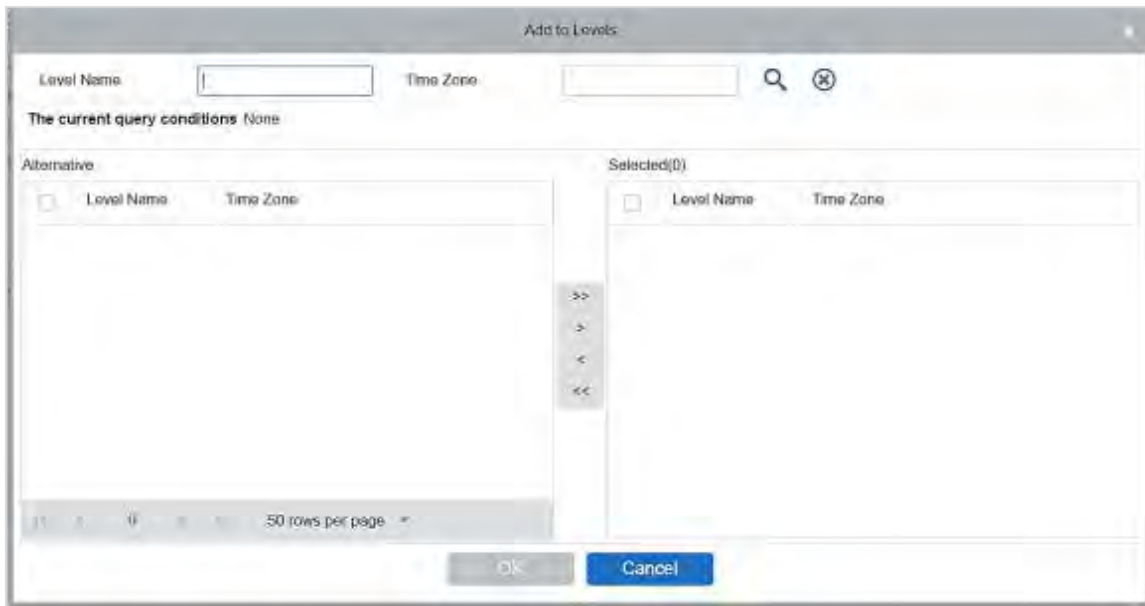 Add to Levels
Level Name Time Zone
The current query conditions None
Alternative Selected(0)
Level Name Time Zone Level Name Time Zone
>>
>
<
<<
0 50 rows per page
OK Cancel